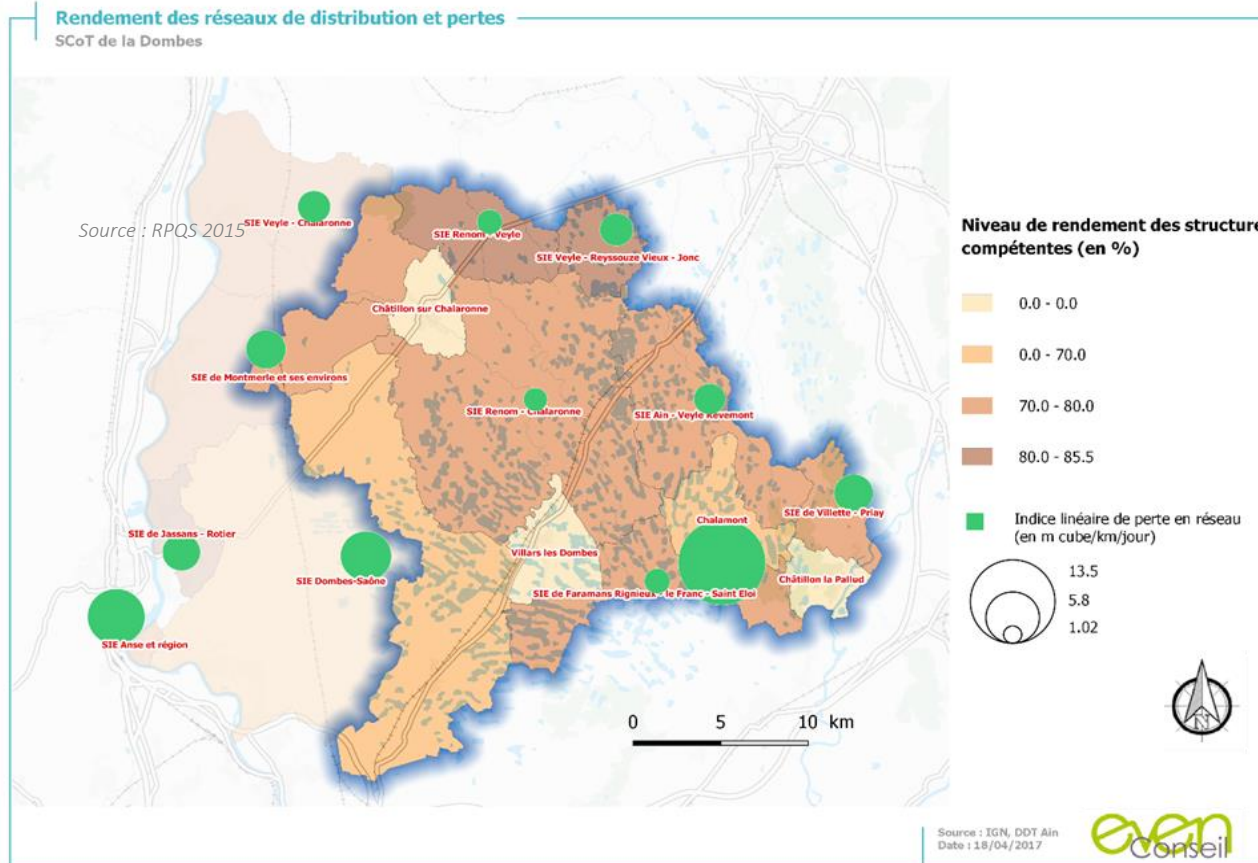 Rendement des réseaux de distribution et pertes
SCoT de la Dombes
Source : RPQS 2015
SIE Veyle - Chalaronne
SIE Renom - Veyle
SIE Veyle - Reyssouze Vieux - Jonc
Châtillon sur Chalaronne
SIE de Montmerle et ses environs
SIE Renom - Chalaronne
SIE Ain - Veyle Revermont
SIE de Villette - Priay
Chalamont
SIE de Jassans - Rotier
SIE Dombes-Saône
Villars les Dombes
Châtillon la Pallud
SIE de Faramans Rignieux - le Franc - Saint Eloi
SIE Anse et région
Niveau de rendement des structure
compétentes (en %)
0.0 - 0.0
0.0 - 70.0
70.0 - 80.0
80.0 - 85.5
Indice linéaire de perte en réseau
(en m cube/km/jour)
13.5
5.8
1.02
0 5 10 km
N
Source : IGN, DDT Ain
Date : 18/04/2017
even
Conseil